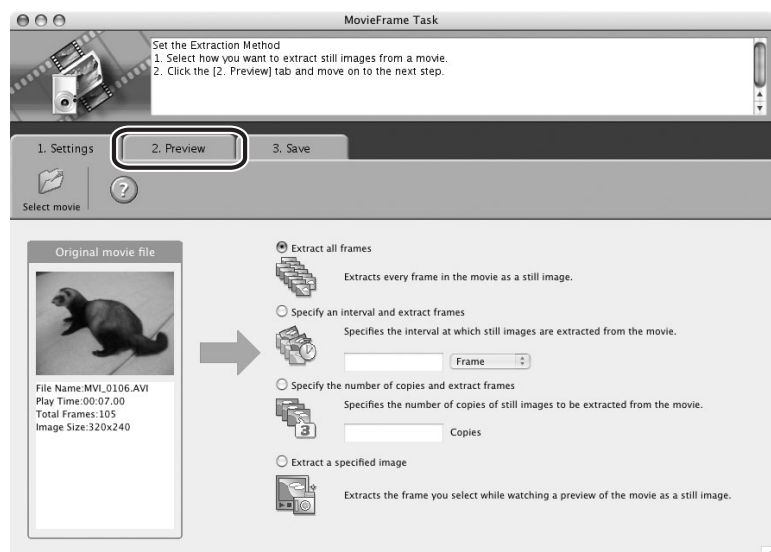 MovieFrame Task
Set the Extraction Method
1. Select how you want to extract still images from a movie.
2. Click the [2. Preview] tab and move on to the next step.
1. Settings
2. Preview
3. Save
Select movie
?
Original movie file
File Name:MVI_0106.AVI
Play Time:00:07.00
Total Frames:105
Image Size:320x240
Extract all frames
Extracts every frame in the movie as a still image.
Specify an interval and extract frames
Specifies the interval at which still images are extracted from the movie.
Frame
Specify the number of copies and extract frames
Specifies the number of copies of still images to be extracted from the movie.
3
Copies
Extract a specified image
Extracts the frame you select while watching a preview of the movie as a still image.